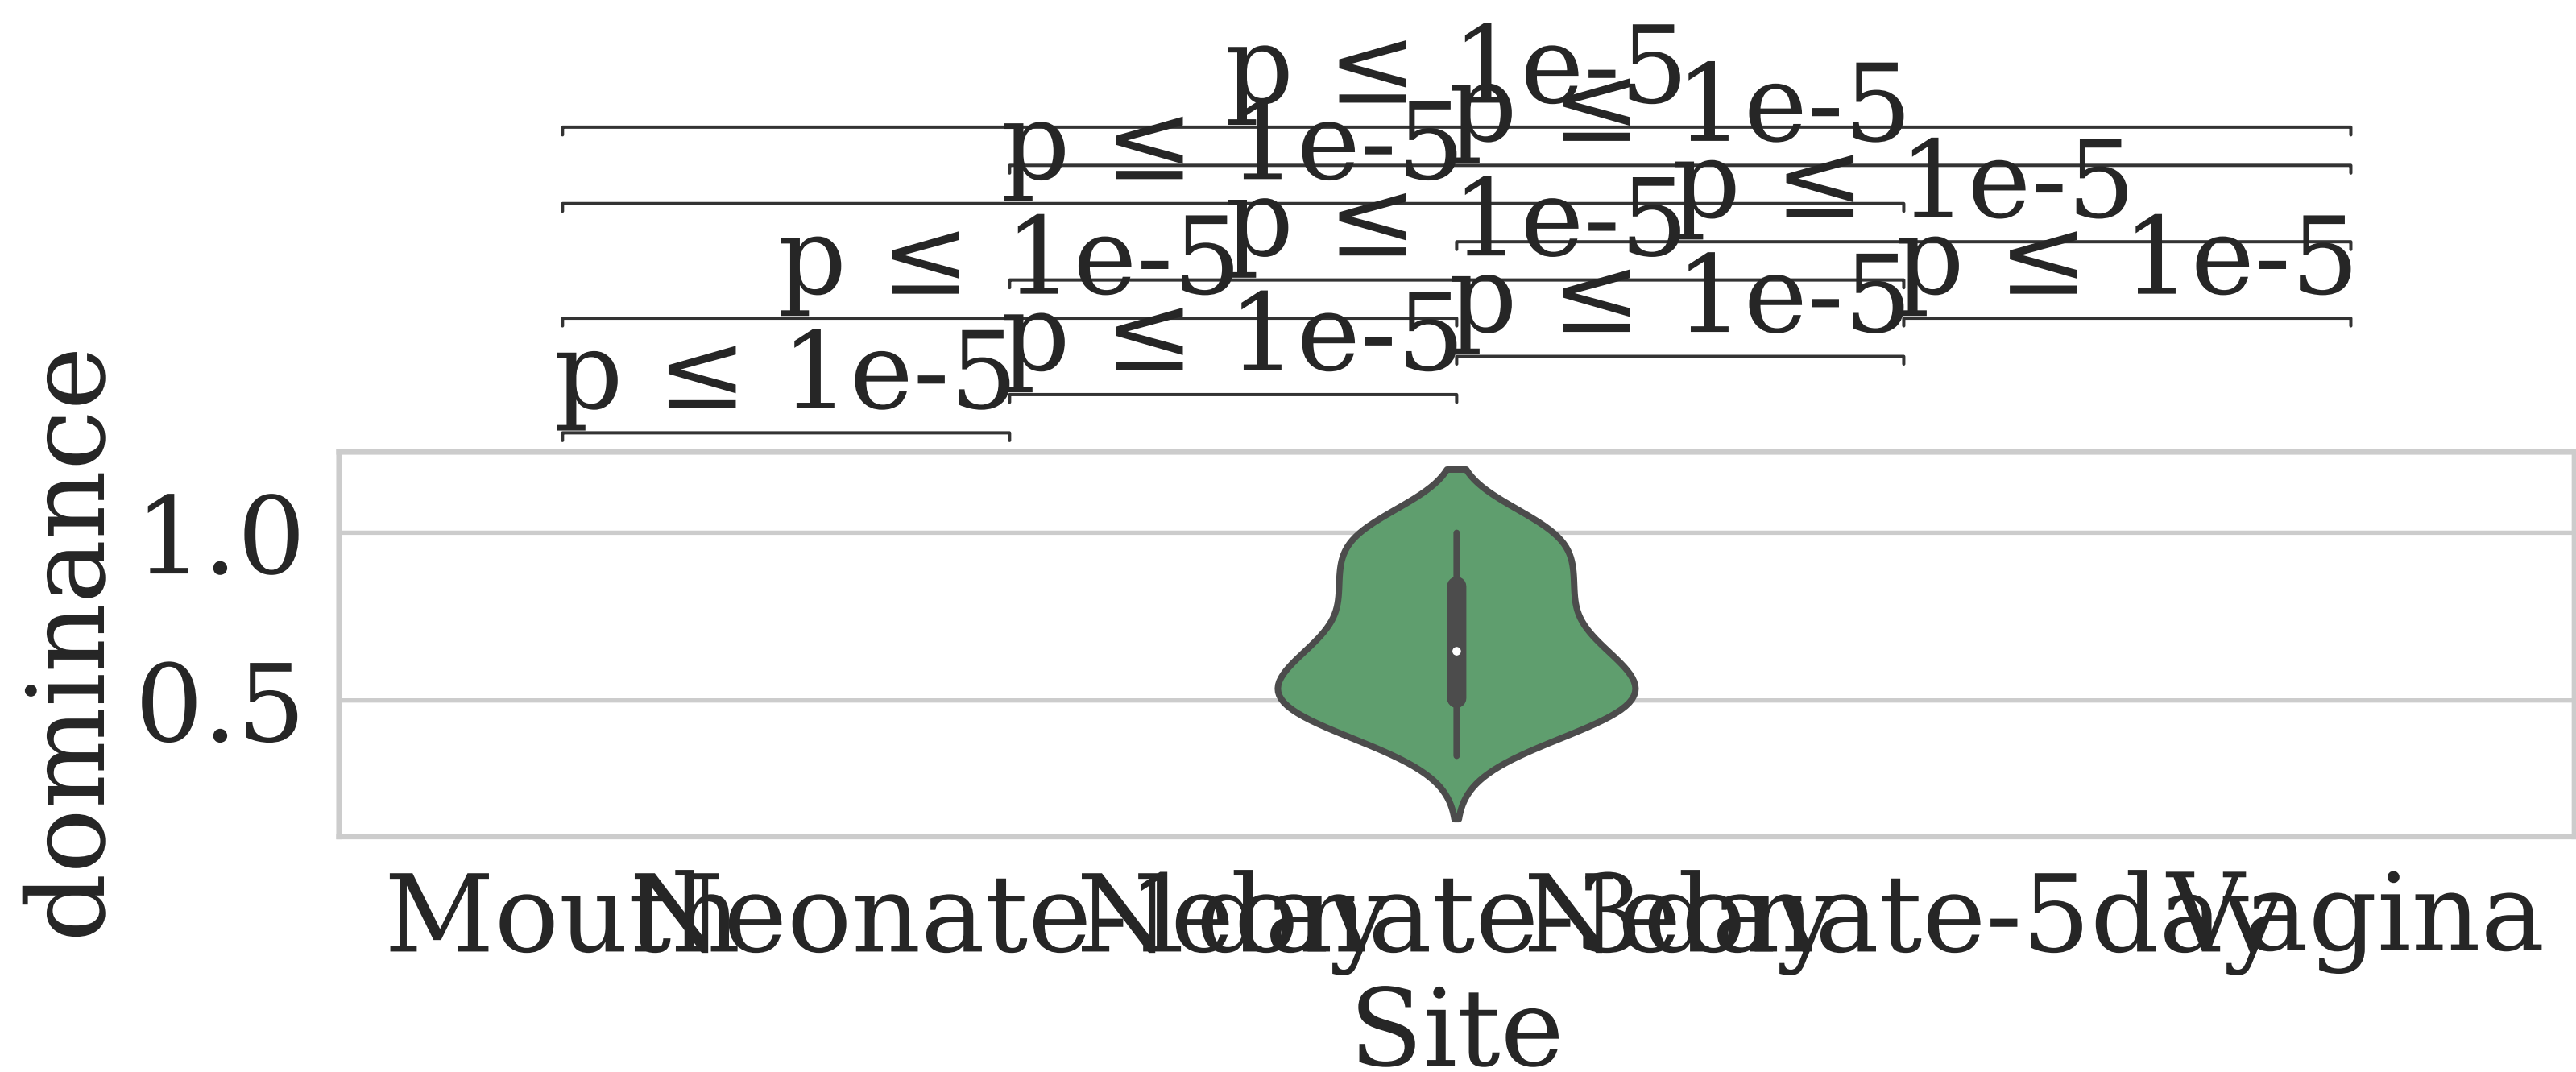 p ≤ 1e-5
p ≤ 1e-5
p ≤ 1e-5
p ≤ 1e-5
p ≤ 1e-5
p ≤ 1e-5
p ≤ 1e-5
p ≤ 1e-5
p ≤ 1e-5
p ≤ 1e-5
dominance
1.0
0.5
Mouth Neonate-1day Neonate-3day Neonate-5day Vagina
Site